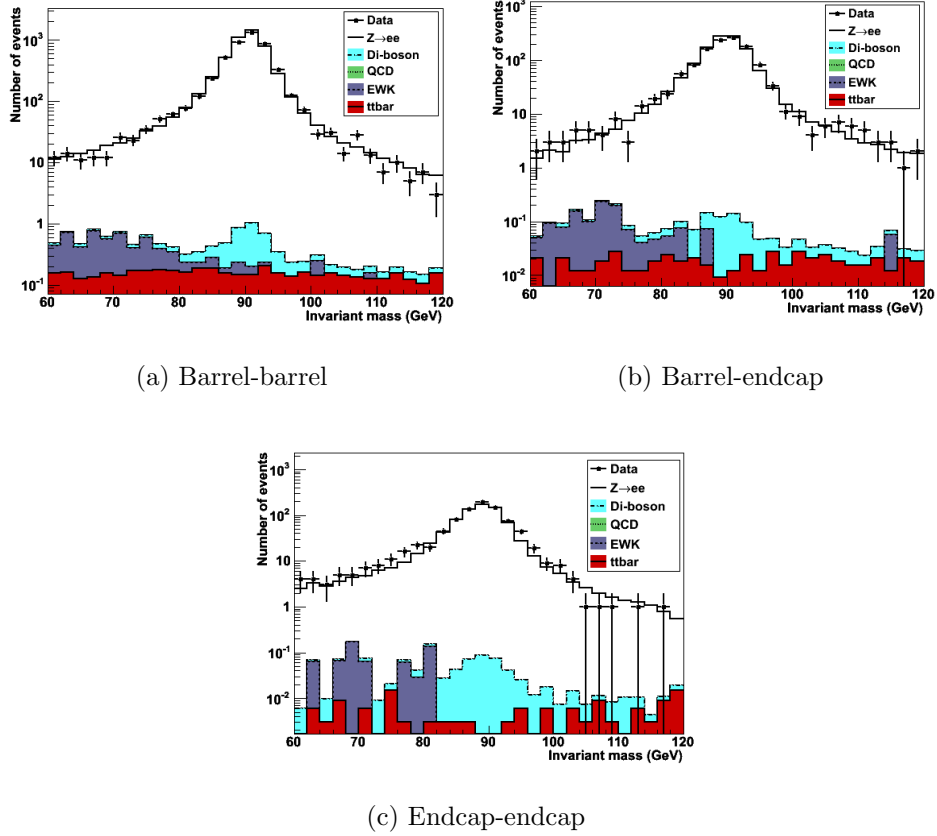 Number of events
10³
10²
10
1
10⁻¹
Data
Z→ee
Di-boson
QCD
EWK
ttbar
60 70 80 90 100 110 120
Invariant mass (GeV)
(a) Barrel-barrel
Number of events
10³
10²
10
1
10⁻¹
10⁻²
Data
Z→ee
Di-boson
QCD
EWK
ttbar
60 70 80 90 100 110 120
Invariant mass (GeV)
(b) Barrel-endcap
Number of events
10³
10²
10
1
10⁻¹
10⁻²
Data
Z→ee
Di-boson
QCD
EWK
ttbar
60 70 80 90 100 110 120
Invariant mass (GeV)
(c) Endcap-endcap